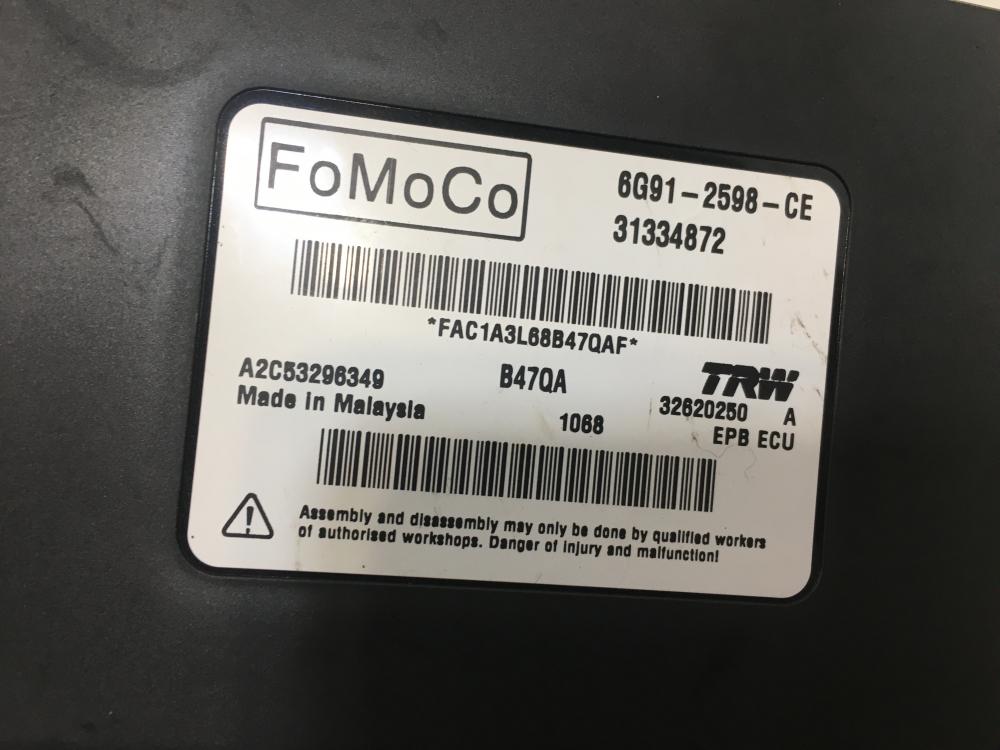 FoMoCo
6G91-2598-CE
31334872
*FAC1A3L68B47QAF*
A2C53296349
B47QA
TRW
Made in Malaysia
1068
32620250 A
EPB ECU
Assembly and disassembly may only be done by qualified workers
of authorised workshops. Danger of injury and malfunction!